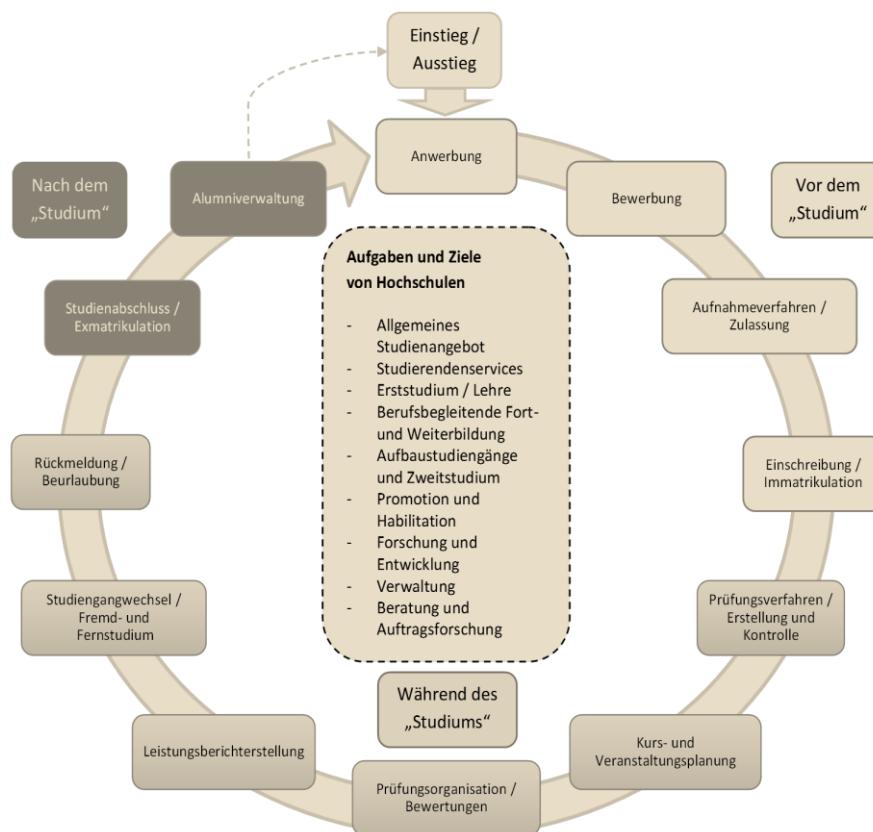 Einstieg /
Ausstieg
Anwerbung
Bewerbung
Vor dem
„Studium“
Aufnahmeverfahren /
Zulassung
Einschreibung /
Immatrikulation
Prüfungsverfahren /
Erstellung und
Kontrolle
Kurs- und
Veranstaltungsplanung
Während des
„Studiums“
Prüfungsorganisation /
Bewertungen
Leistungsberichterstellung
Studiengangwechsel /
Fremd- und
Fernstudium
Rückmeldung /
Beurlaubung
Studienabschluss /
Exmatrikulation
Nach dem
„Studium“
Alumniverwaltung
Aufgaben und Ziele
von Hochschulen
- Allgemeines
Studienangebot
- Studierendenservices
- Erststudium / Lehre
- Berufsbegleitende Fort-
und Weiterbildung
- Aufbaustudiengänge
und Zweitstudium
- Promotion und
Habilitation
- Forschung und
Entwicklung
- Verwaltung
- Beratung und
Auftragsforschung